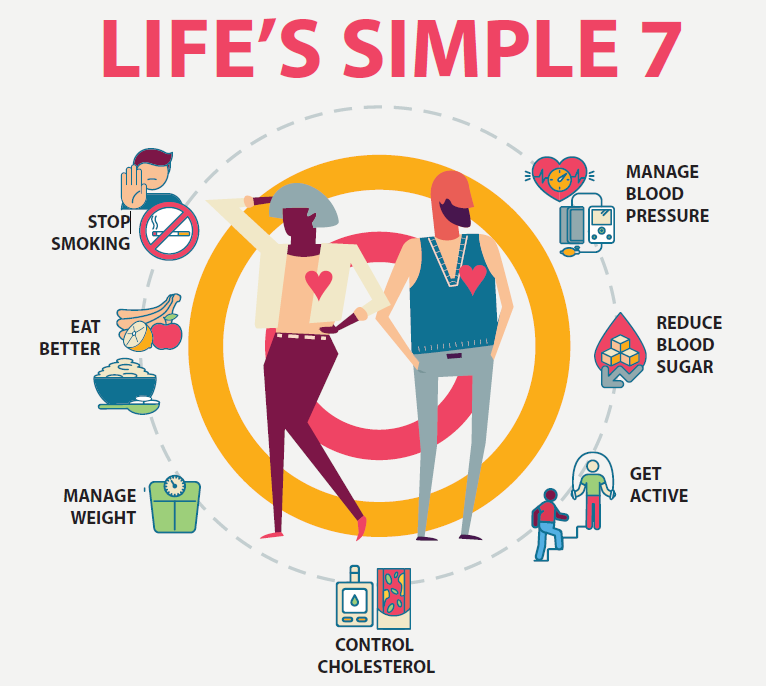 LIFE'S SIMPLE 7
STOP
SMOKING
EAT
BETTER
MANAGE
WEIGHT
CONTROL
CHOLESTEROL
MANAGE
BLOOD
PRESSURE
REDUCE
BLOOD
SUGAR
GET
ACTIVE